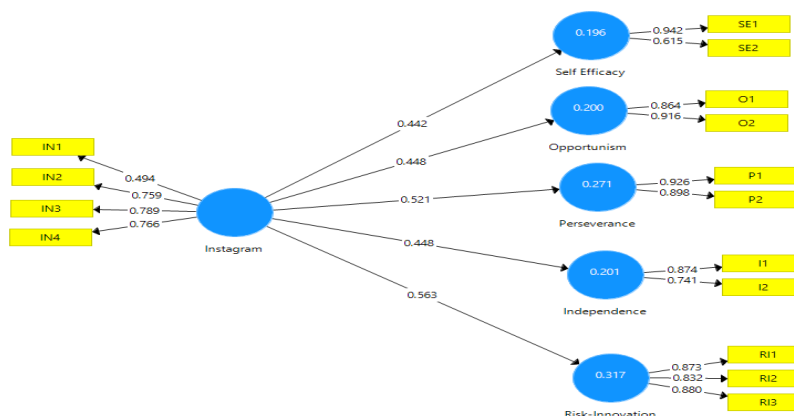 IN1
IN2
IN3
IN4
0.494
0.759
0.789
0.766
Instagram
0.442
0.448
0.521
0.448
0.563
0.196
Self Efficacy
0.942
0.615
SE1
SE2
0.200
Opportunism
0.864
0.916
O1
O2
0.271
Perseverance
0.926
0.898
P1
P2
0.201
Independence
0.874
0.741
I1
I2
0.317
Risk-Innovation
0.873
0.832
0.880
RI1
RI2
RI3